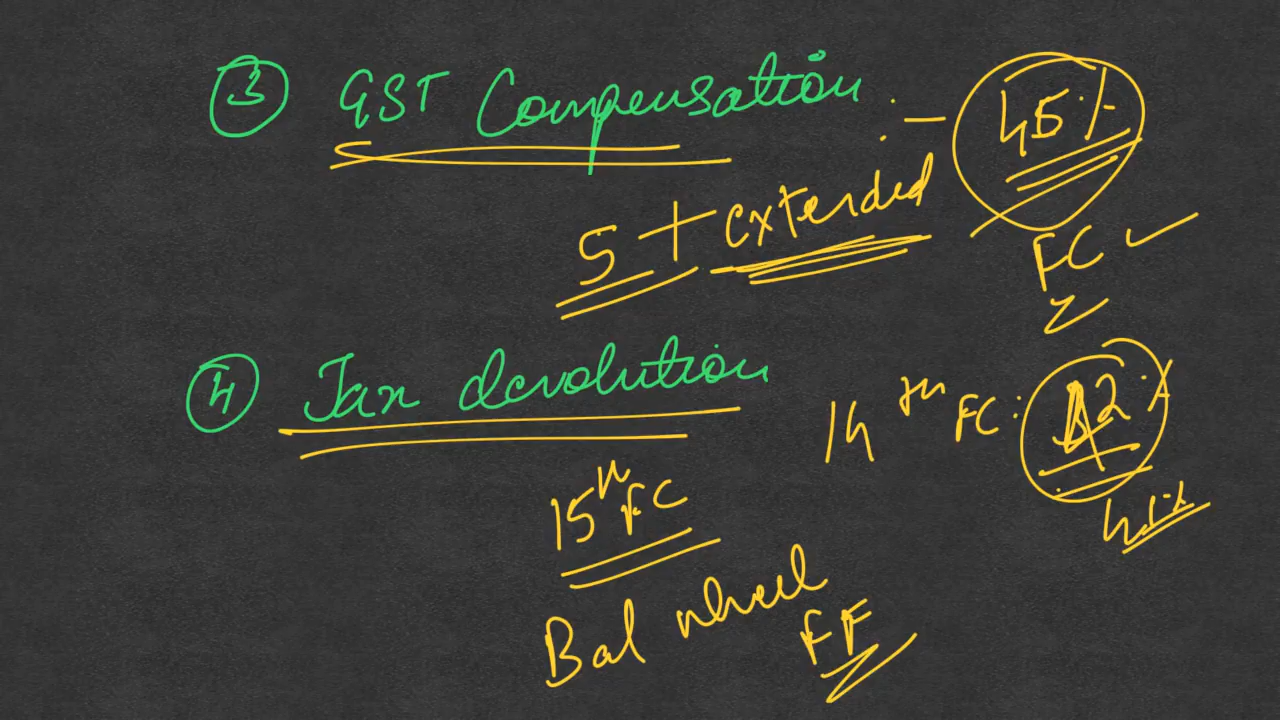 ③ GST Compensation :- 45%
5 + extended
FC
④ Tax devolution
14th FC: 42%
41%
15th FC
Bal wheel
FF